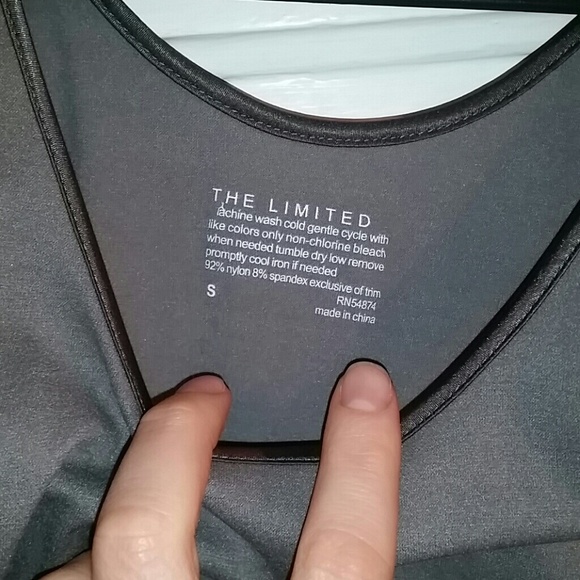 THE LIMITED
Machine wash cold gentle cycle with
like colors only non-chlorine bleach
when needed tumble dry low remove
promptly cool iron if needed
92% nylon 8% spandex exclusive of trim
S RN54874
made in china